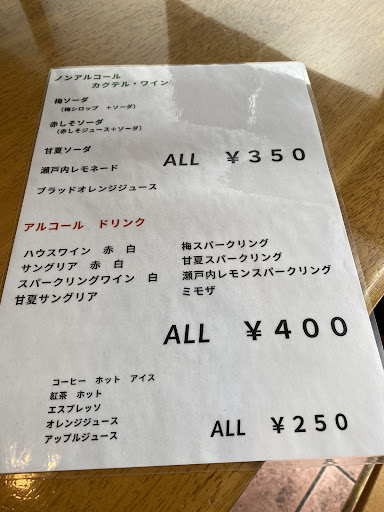 ノンアルコール
カクテル・ワイン
梅ソーダ
(梅シロップ +ソーダ)
赤しそソーダ
(赤しそジュース+ソーダ)
甘夏ソーダ
瀬戸内レモネード
ALL ￥350
ブラッドオレンジジュース
アルコール ドリンク
ハウスワイン 赤 白
サングリア 赤 白
スパークリングワイン 白
甘夏サングリア
梅スパークリング
甘夏スパークリング
瀬戸内レモンスパークリング
ミモザ
ALL ￥400
コーヒー ホット アイス
紅茶 ホット
エスプレッソ
オレンジジュース
アップルジュース
ALL ￥250